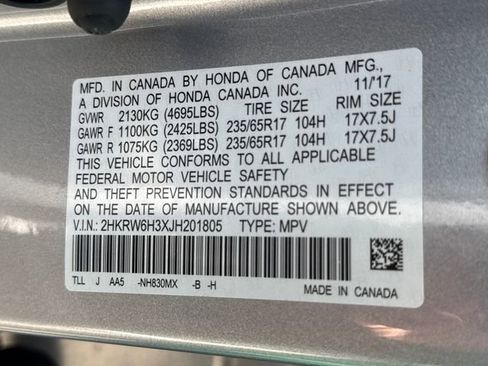 MFD. IN CANADA BY HONDA OF CANADA MFG., 11/'17
A DIVISION OF HONDA CANADA INC.
GVWR 2130KG (4695LBS) TIRE SIZE RIM SIZE
GAWR F 1100KG (2425LBS) 235/65R17 104H 17X7.5J
GAWR R 1075KG (2369LBS) 235/65R17 104H 17X7.5J
THIS VEHICLE CONFORMS TO ALL APPLICABLE
FEDERAL MOTOR VEHICLE SAFETY
AND THEFT PREVENTION STANDARDS IN EFFECT
ON THE DATE OF MANUFACTURE SHOWN ABOVE.
V.I.N.: 2HKRW6H3XJH201805 TYPE: MPV
TLL J AA5 -NH830MX -B -H
MADE IN CANADA